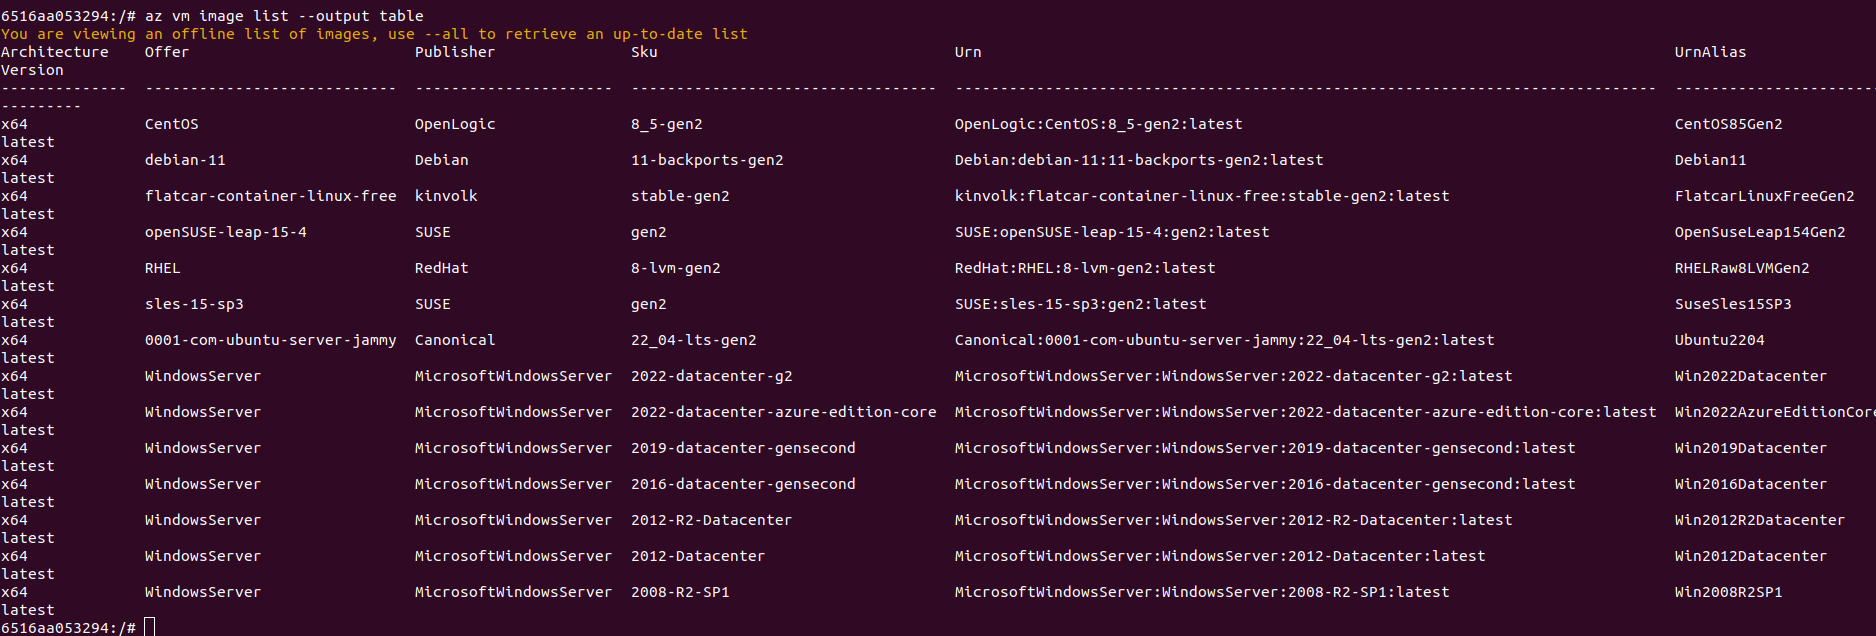 6516aa053294:/# az vm image list --output table
You are viewing an offline list of images, use --all to retrieve an up-to-date list
Architecture    Offer                         Publisher               Sku                                 Urn                                                                             UrnAlias
Version
--------------  ----------------------------  ----------------------  ----------------------------------  ------------------------------------------------------------------------------  -----------------------
---------
x64             CentOS                        OpenLogic               8_5-gen2                            OpenLogic:CentOS:8_5-gen2:latest                                                CentOS85Gen2
latest
x64             debian-11                     Debian                  11-backports-gen2                   Debian:debian-11:11-backports-gen2:latest                                       Debian11
latest
x64             flatcar-container-linux-free  kinvolk                 stable-gen2                         kinvolk:flatcar-container-linux-free:stable-gen2:latest                         FlatcarLinuxFreeGen2
latest
x64             openSUSE-leap-15-4            SUSE                    gen2                                SUSE:openSUSE-leap-15-4:gen2:latest                                             OpenSuseLeap154Gen2
latest
x64             RHEL                          RedHat                  8-lvm-gen2                          RedHat:RHEL:8-lvm-gen2:latest                                                   RHELRaw8LVMGen2
latest
x64             sles-15-sp3                   SUSE                    gen2                                SUSE:sles-15-sp3:gen2:latest                                                    SuseSles15SP3
latest
x64             0001-com-ubuntu-server-jammy  Canonical               22_04-lts-gen2                      Canonical:0001-com-ubuntu-server-jammy:22_04-lts-gen2:latest                    Ubuntu2204
latest
x64             WindowsServer                 MicrosoftWindowsServer  2022-datacenter-g2                  MicrosoftWindowsServer:WindowsServer:2022-datacenter-g2:latest                  Win2022Datacenter
latest
x64             WindowsServer                 MicrosoftWindowsServer  2022-datacenter-azure-edition-core  MicrosoftWindowsServer:WindowsServer:2022-datacenter-azure-edition-core:latest  Win2022AzureEditionCore
latest
x64             WindowsServer                 MicrosoftWindowsServer  2019-datacenter-gensecond           MicrosoftWindowsServer:WindowsServer:2019-datacenter-gensecond:latest           Win2019Datacenter
latest
x64             WindowsServer                 MicrosoftWindowsServer  2016-datacenter-gensecond           MicrosoftWindowsServer:WindowsServer:2016-datacenter-gensecond:latest           Win2016Datacenter
latest
x64             WindowsServer                 MicrosoftWindowsServer  2012-R2-Datacenter                  MicrosoftWindowsServer:WindowsServer:2012-R2-Datacenter:latest                  Win2012R2Datacenter
latest
x64             WindowsServer                 MicrosoftWindowsServer  2012-Datacenter                     MicrosoftWindowsServer:WindowsServer:2012-Datacenter:latest                     Win2012Datacenter
latest
x64             WindowsServer                 MicrosoftWindowsServer  2008-R2-SP1                         MicrosoftWindowsServer:WindowsServer:2008-R2-SP1:latest                         Win2008R2SP1
latest
6516aa053294:/#